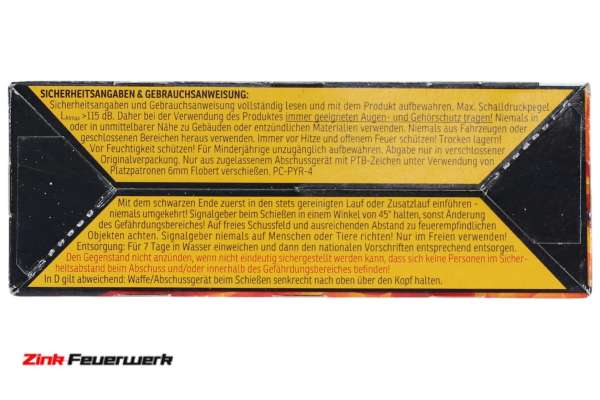 SICHERHEITSANGABEN & GEBRAUCHSANWEISUNG:
Sicherheitsangaben und Gebrauchsanweisung vollständig lesen und mit dem Produkt aufbewahren. Max. Schalldruckpegel
LAImax >115 dB. Daher bei der Verwendung des Produktes immer geeigneten Augen- und Gehörschutz tragen! Niemals in
oder in unmittelbarer Nähe zu Gebäuden oder entzündlichen Materialien verwenden. Niemals aus Fahrzeugen oder
geschlossenen Bereichen heraus verwenden. Immer vor Hitze und offenem Feuer schützen! Trocken lagern!
Vor Feuchtigkeit schützen! Für Minderjährige unzugänglich aufbewahren. Abgabe nur in verschlossener
Originalverpackung. Nur aus zugelassenem Abschussgerät mit PTB-Zeichen unter Verwendung von
Platzpatronen 6mm Flobert verschießen. PC-PYR-4
Mit dem schwarzen Ende zuerst in den stets gereinigten Lauf oder Zusatzlauf einführen -
niemals umgekehrt! Signalgeber beim Schießen in einem Winkel von 45° halten, sonst Änderung
des Gefährdungsbereiches! Auf freies Schussfeld und ausreichenden Abstand zu feuerempfindlichen
Objekten achten. Signalgeber niemals auf Menschen oder Tiere richten! Nur im Freien verwenden!
Entsorgung: Für 7 Tage in Wasser einweichen und dann den nationalen Vorschriften entsprechend entsorgen.
Den Gegenstand nicht anzünden, wenn nicht eindeutig sichergestellt werden kann, dass sich keine Personen im Sicher-
heitsabstand beim Abschuss und/oder innerhalb des Gefährdungsbereiches befinden!
In D gilt abweichend: Waffe/Abschussgerät beim Schießen senkrecht nach oben über den Kopf halten.
Zink Feuerwerk